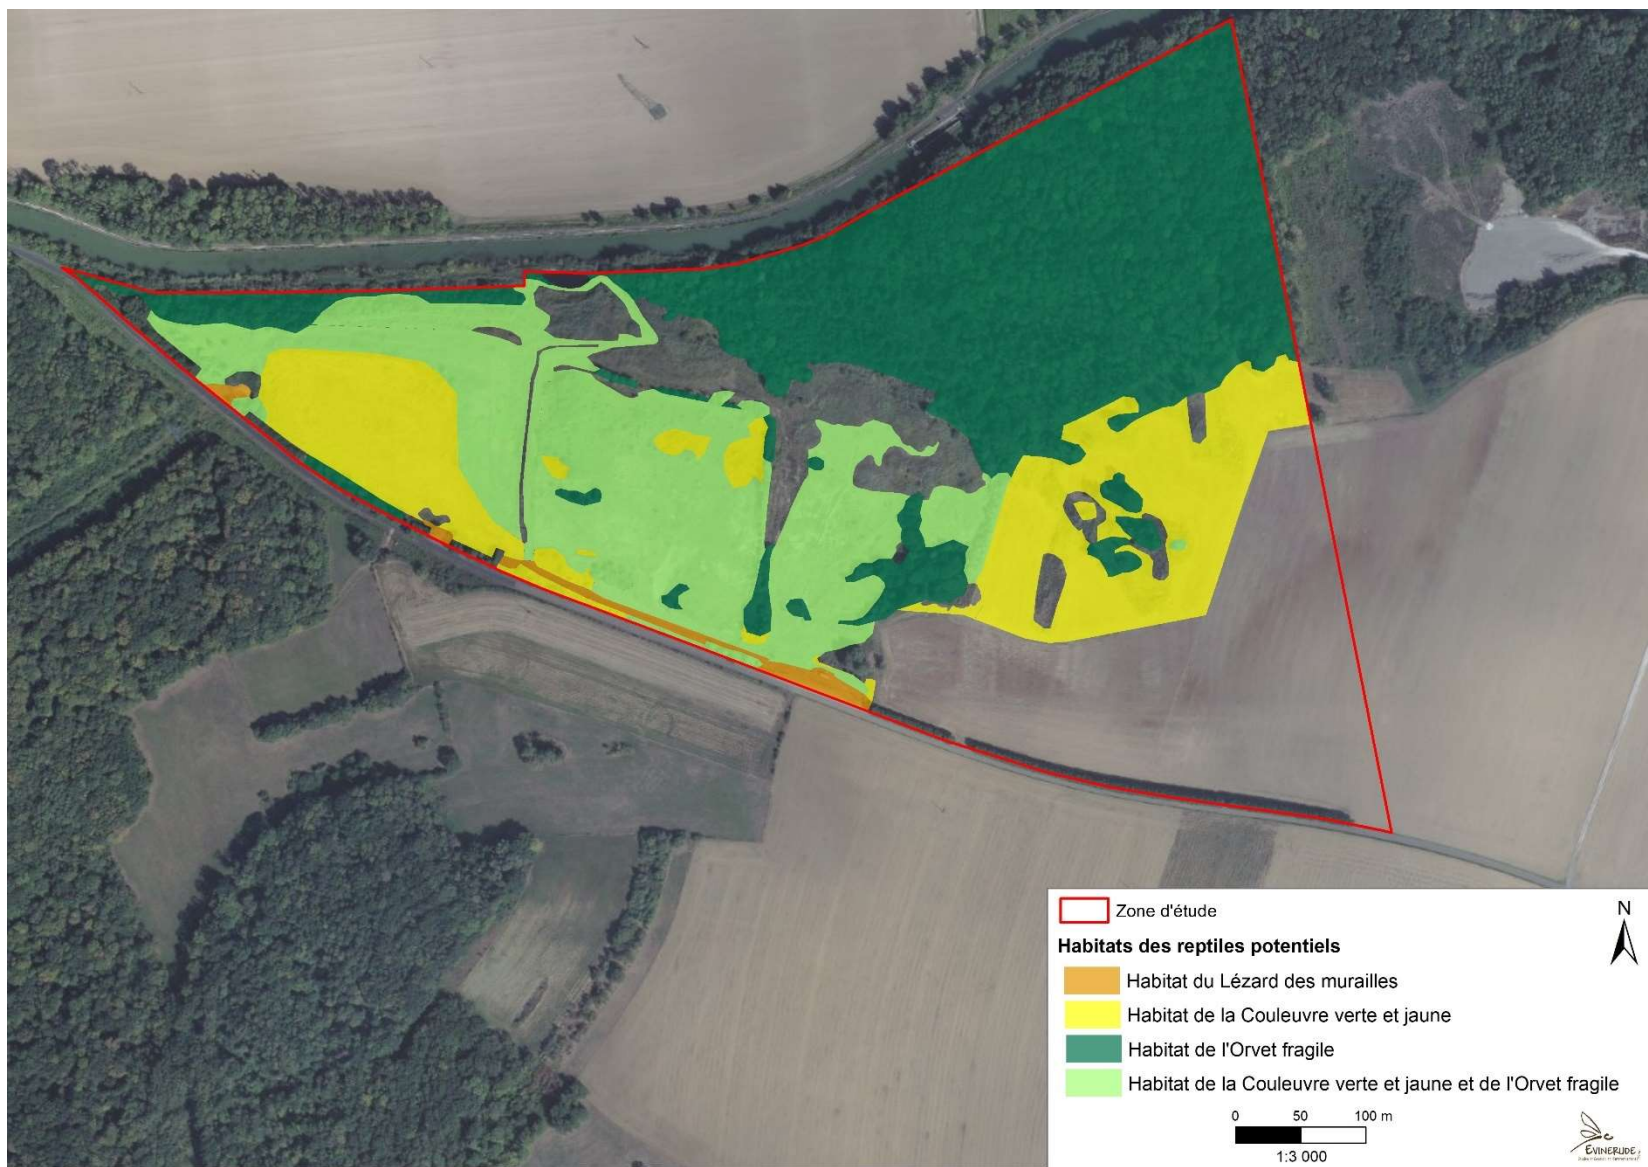 Zone d'étude
N
Habitats des reptiles potentiels
Habitat du Lézard des murailles
Habitat de la Couleuvre verte et jaune
Habitat de l'Orvet fragile
Habitat de la Couleuvre verte et jaune et de l'Orvet fragile
0 50 100 m
1:3 000
EVINERUDE